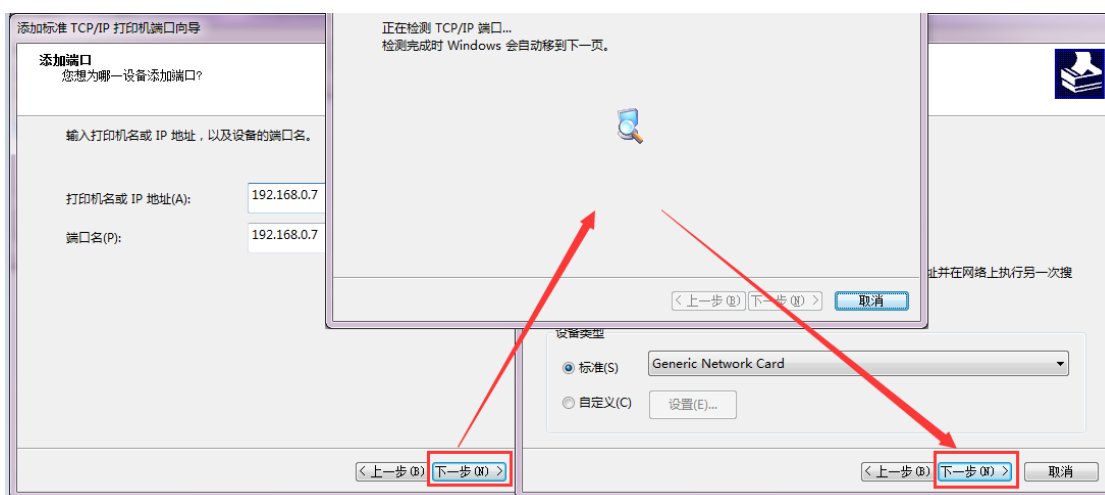 添加标准 TCP/IP 打印机端口向导
添加端口
您想为哪一设备添加端口?
输入打印机名或 IP 地址，以及设备的端口名。
打印机名或 IP 地址(A):
192.168.0.7
端口名(P):
192.168.0.7
<上一步(B)
下一步(N) >
正在检测 TCP/IP 端口...
检测完成时 Windows 会自动移到下一页。
<上一步(B)
下一步(N) >
取消
址并在网络上执行另一次搜
设备类型
标准(S)
Generic Network Card
自定义(C)
设置(E)...
<上一步(B)
下一步(N) >
取消